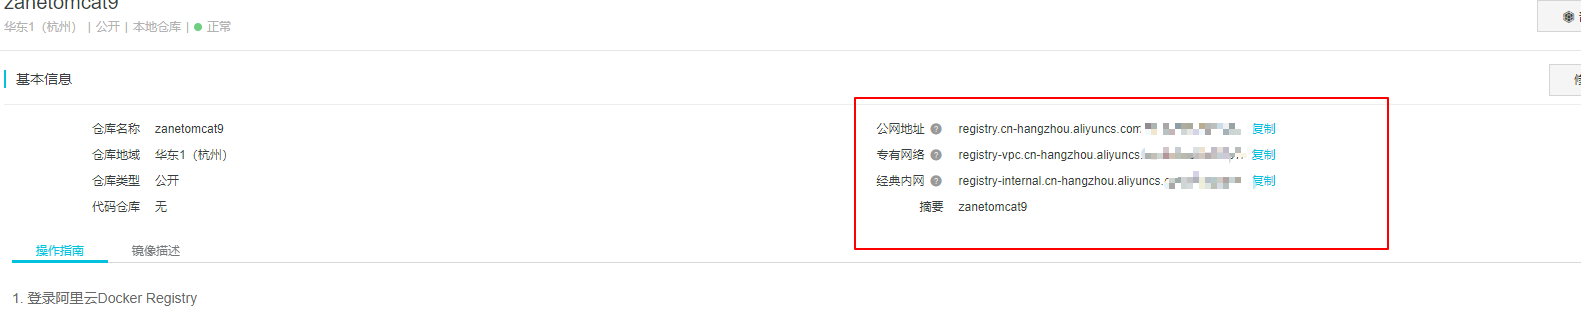 zanetomcat9
华东1（杭州） | 公开 | 本地仓库 | 正常
基本信息
仓库名称 zanetomcat9
仓库地域 华东1（杭州）
仓库类型 公开
代码仓库 无
公网地址 registry.cn-hangzhou.aliyuncs.com 复制
专有网络 registry-vpc.cn-hangzhou.aliyuncs. 复制
经典内网 registry-internal.cn-hangzhou.aliyuncs. 复制
摘要 zanetomcat9
操作指南 镜像描述
1. 登录阿里云Docker Registry